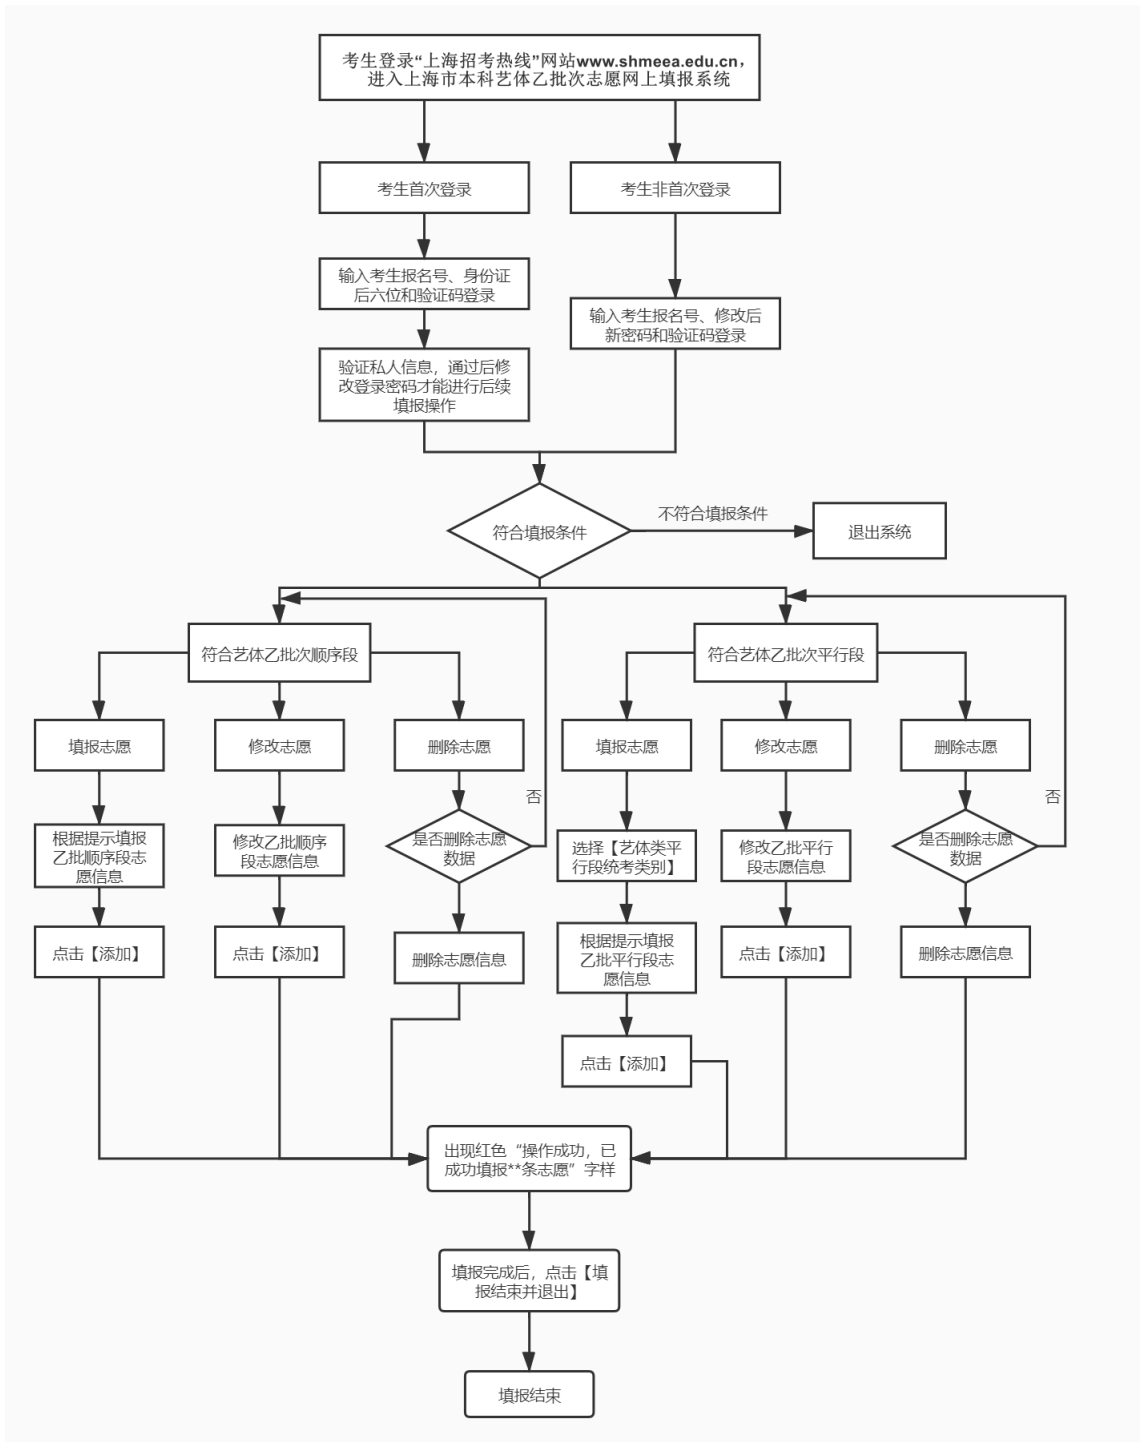 考生登录“上海招考热线”网站www.shmeea.edu.cn，
进入上海市本科艺体乙批次志愿网上填报系统
考生首次登录
考生非首次登录
输入考生报名号、身份证
后六位和验证码登录
输入考生报名号、修改后
新密码和验证码登录
验证私人信息，通过后修
改登录密码才能进行后续
填报操作
符合填报条件
不符合填报条件
退出系统
符合艺体乙批次顺序段
符合艺体乙批次平行段
填报志愿
修改志愿
删除志愿
填报志愿
修改志愿
删除志愿
否
否
根据提示填报
乙批顺序段志
愿信息
修改乙批顺序
段志愿信息
是否删除志愿
数据
选择【艺体类平
行段统考类别】
修改乙批平行
段志愿信息
是否删除志愿
数据
点击【添加】
点击【添加】
删除志愿信息
根据提示填报
乙批平行段志
愿信息
点击【添加】
删除志愿信息
点击【添加】
出现红色“操作成功，已
成功填报**条志愿”字样
填报完成后，点击【填
报结束并退出】
填报结束